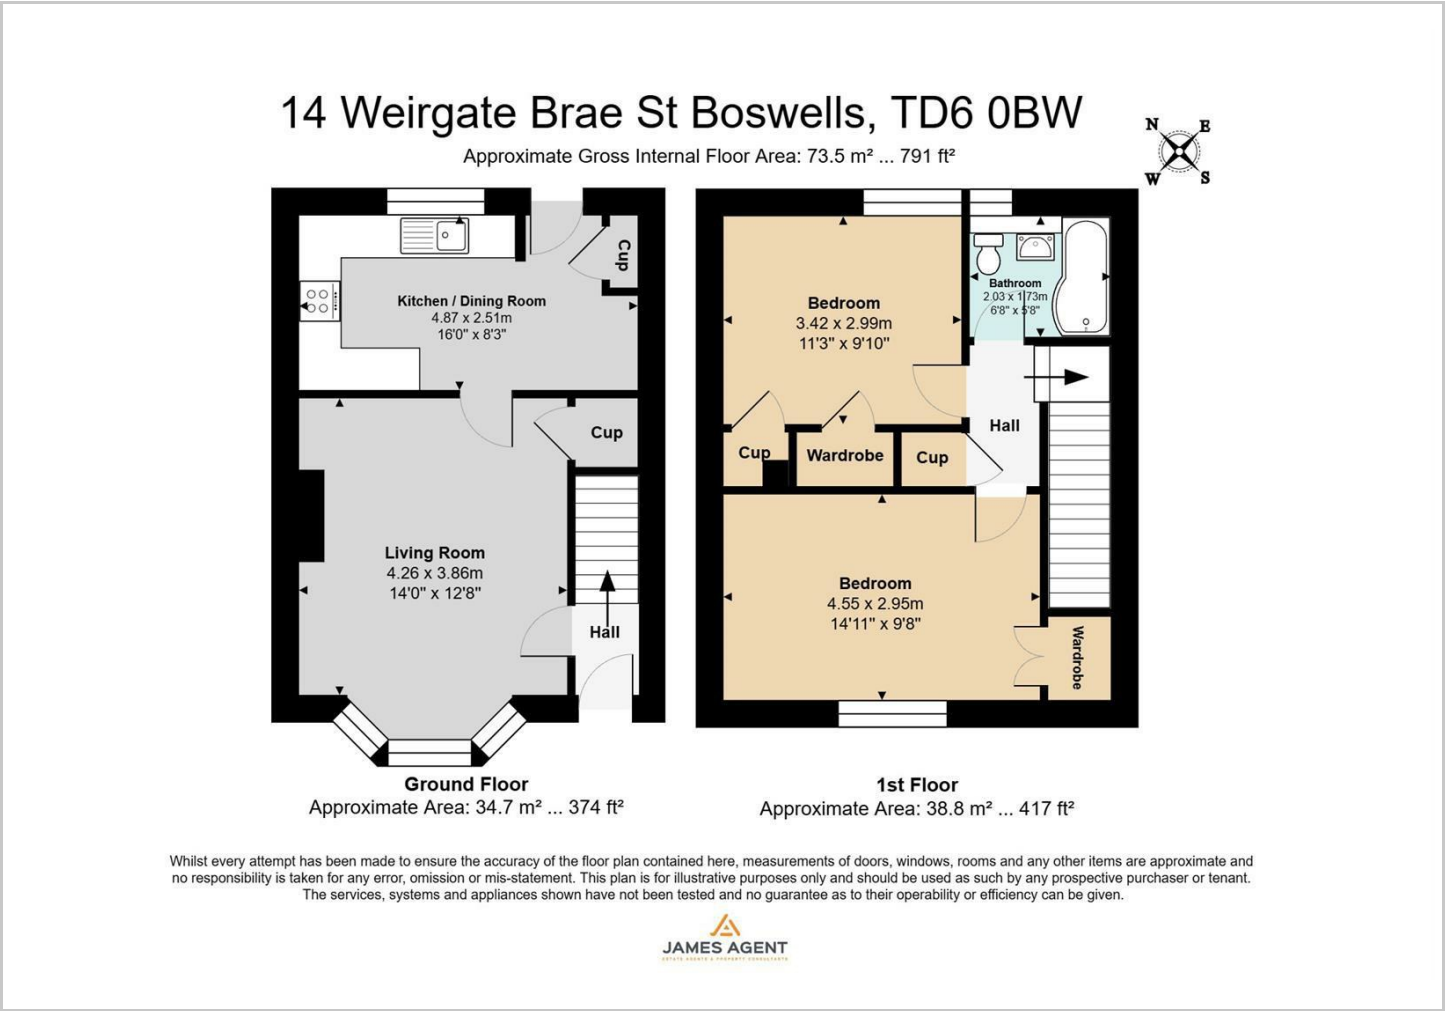 14 Weirgate Brae St Boswells, TD6 0BW
Approximate Gross Internal Floor Area: 73.5 m² ... 791 ft²
N E
W S
Cup
Kitchen / Dining Room
4.87 x 2.51m
16'0" x 8'3"
Cup
Living Room
4.26 x 3.86m
14'0" x 12'8"
Hall
Ground Floor
Approximate Area: 34.7 m² ... 374 ft²
Bedroom
3.42 x 2.99m
11'3" x 9'10"
Bathroom
2.03 x 1.73m
6'8" x 5'8"
Hall
Cup
Wardrobe
Cup
Bedroom
4.55 x 2.95m
14'11" x 9'8"
Wardrobe
1st Floor
Approximate Area: 38.8 m² ... 417 ft²
Whilst every attempt has been made to ensure the accuracy of the floor plan contained here, measurements of doors, windows, rooms and any other items are approximate and
no responsibility is taken for any error, omission or mis-statement. This plan is for illustrative purposes only and should be used as such by any prospective purchaser or tenant.
The services, systems and appliances shown have not been tested and no guarantee as to their operability or efficiency can be given.
JAMES AGENT
ESTATE AGENTS & PROPERTY CONSULTANTS